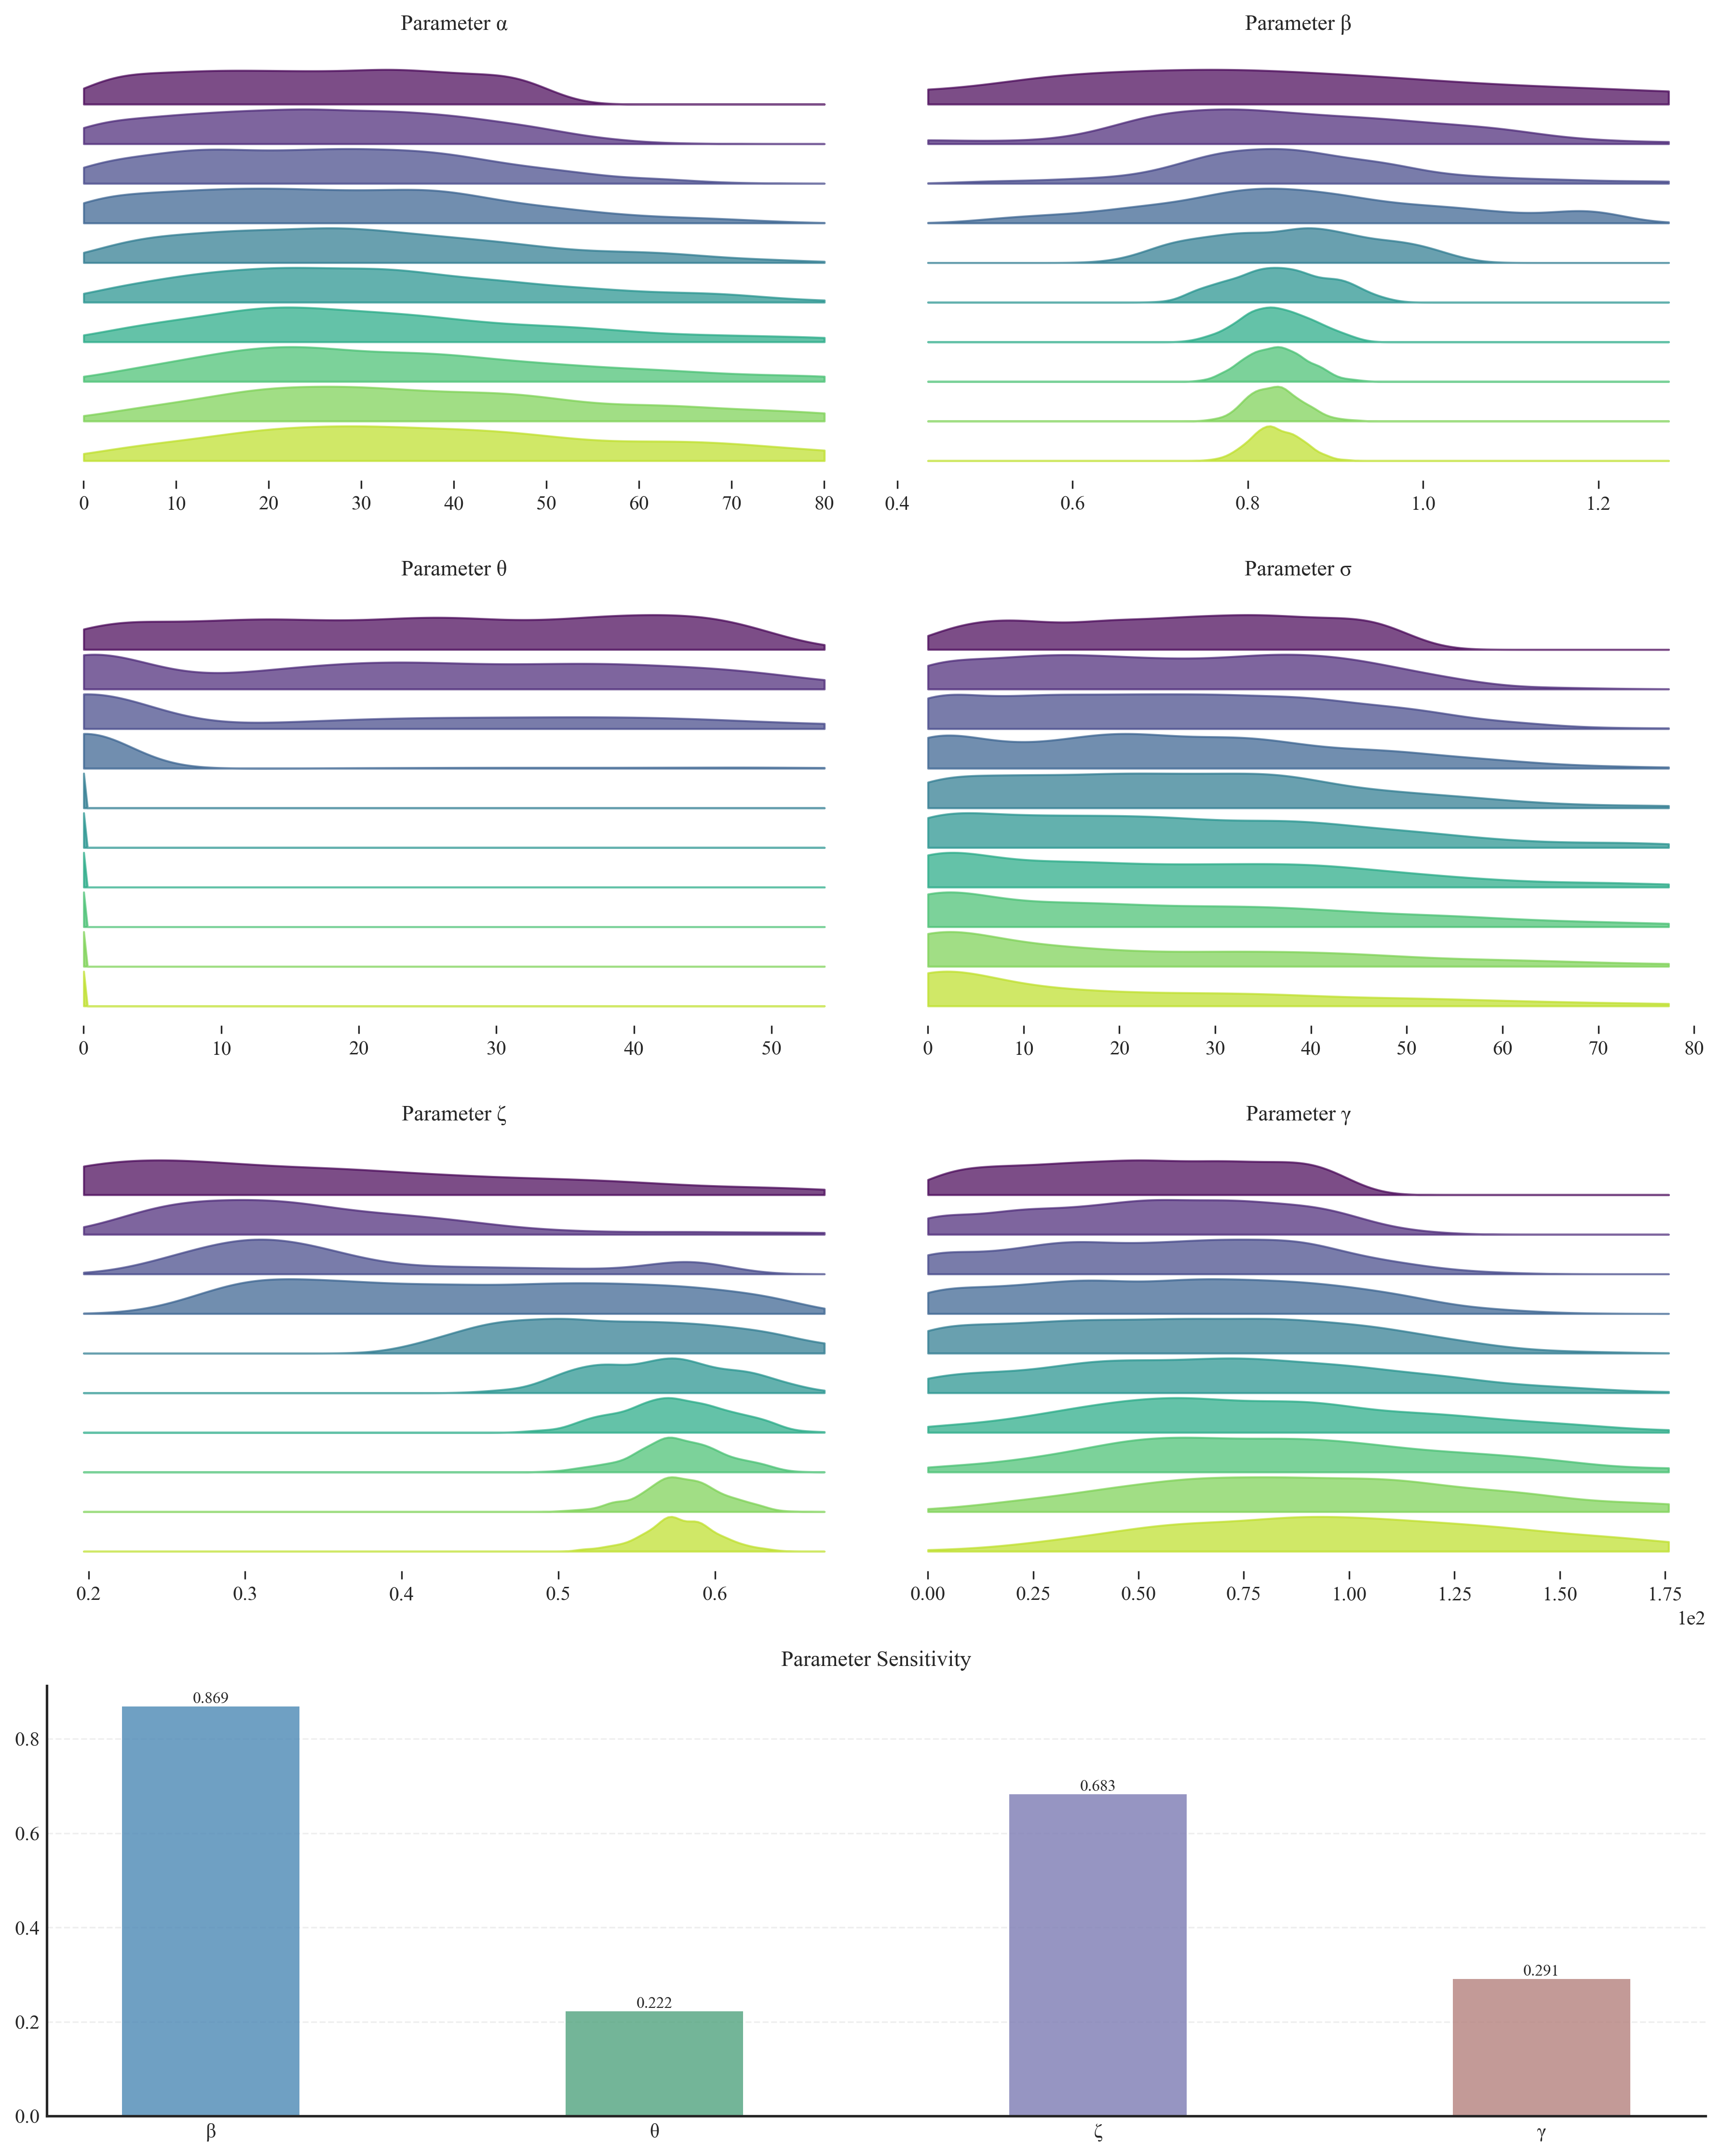 Parameter α
Parameter β
0 10 20 30 40 50 60 70 80
0.4 0.6 0.8 1.0 1.2
Parameter θ
Parameter σ
0 10 20 30 40 50
0 10 20 30 40 50 60 70 80
Parameter ζ
Parameter γ
0.2 0.3 0.4 0.5 0.6
0.00 0.25 0.50 0.75 1.00 1.25 1.50 1.75
1e2
Parameter Sensitivity
0.869
0.8
0.683
0.6
0.4
0.291
0.222
0.2
0.0
β θ ζ γ